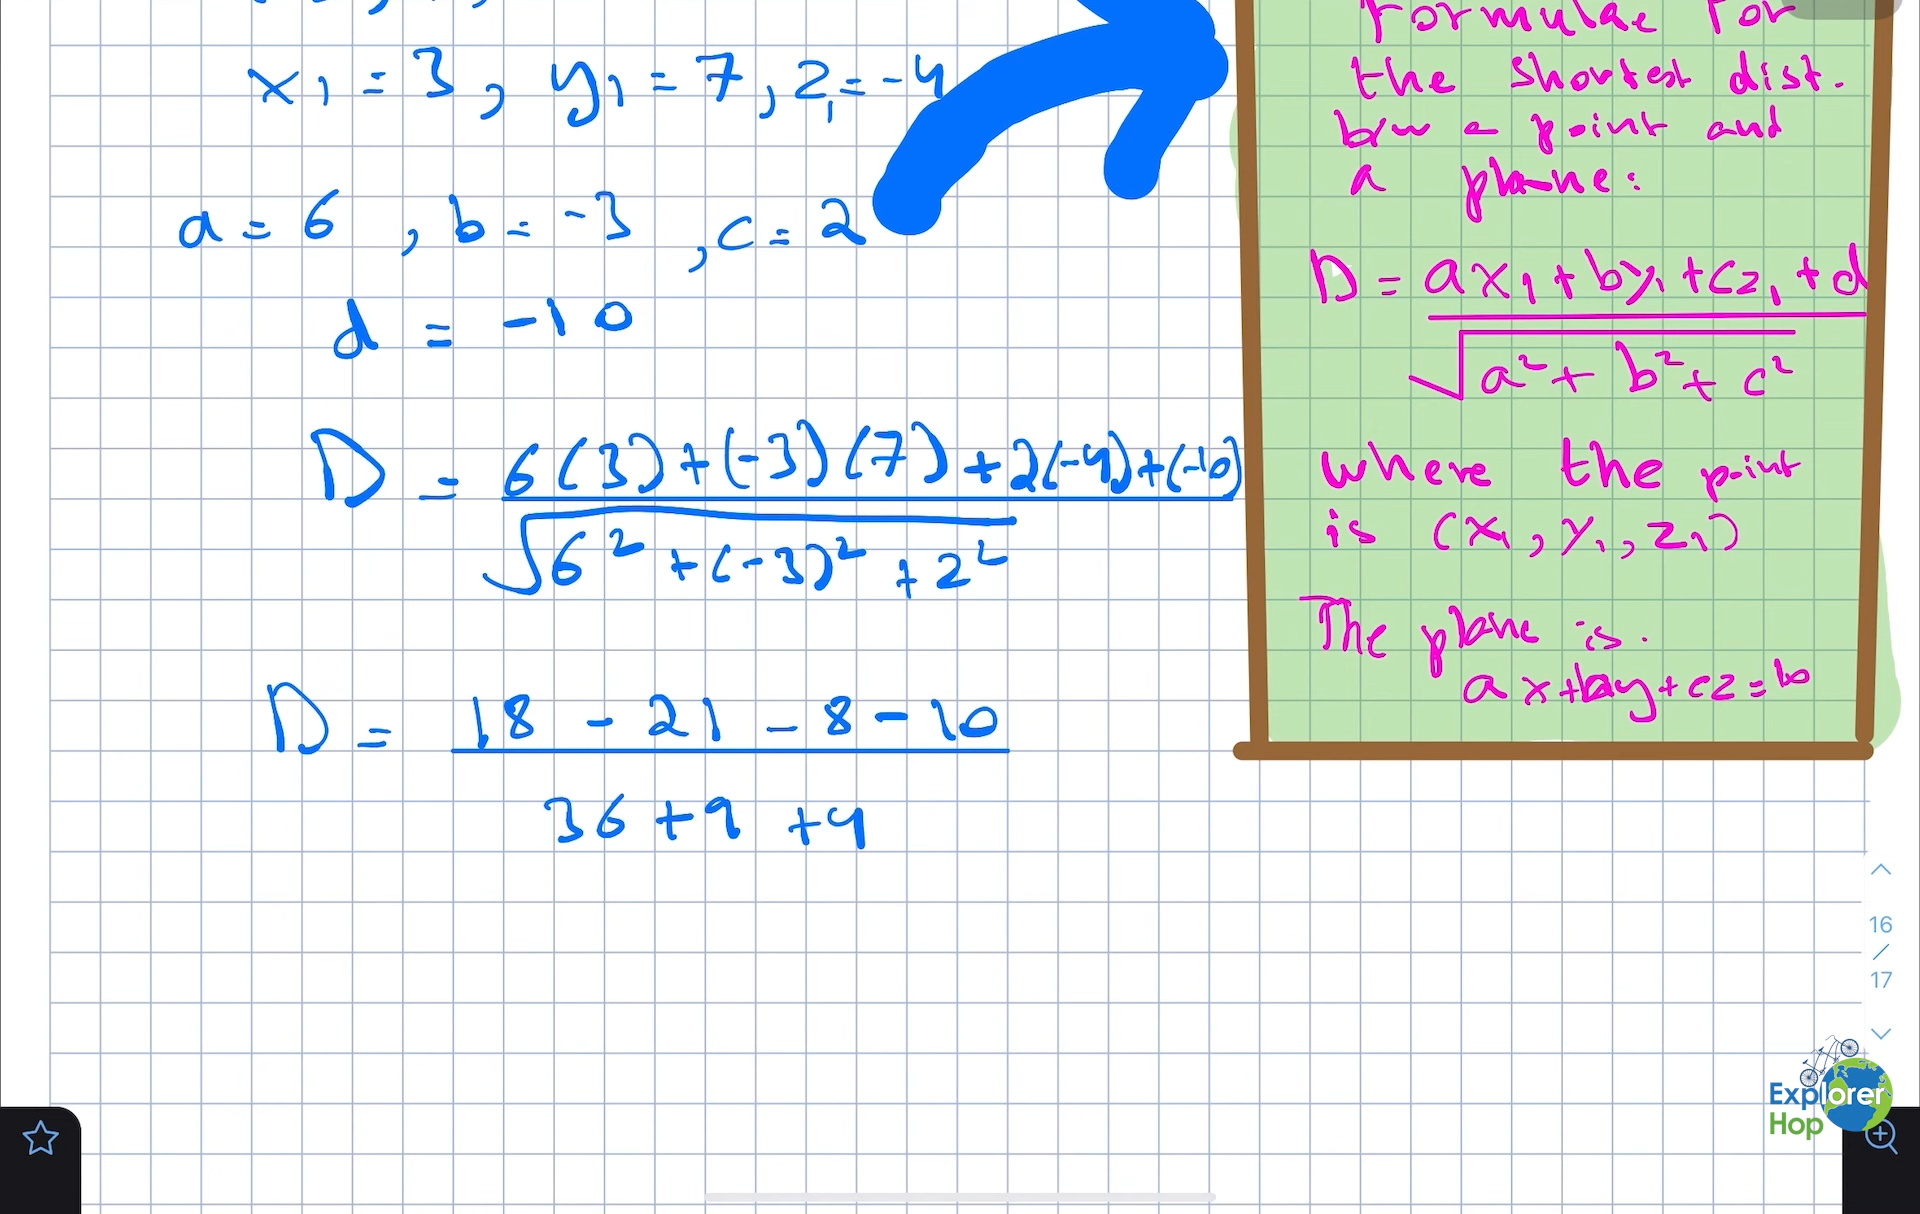 x₁ = 3, y₁ = 7, z₁ = -4
a = 6, b = -3, c = 2
d = -10
D = 6(3)+(-3)(7)+2(-4)+(-10)
√6² + (-3)² + 2²
D = 18 - 21 - 8 - 10
36 + 9 + 4
Formulae For
the shortest dist.
b/w a point and
a plane:
D = ax₁ + by₁ + cz₁ + d
√a² + b² + c²
where the point
is (x₁, y₁, z₁)
The plane is.
ax+by+cz=
16
/
17
Explorer
Hop